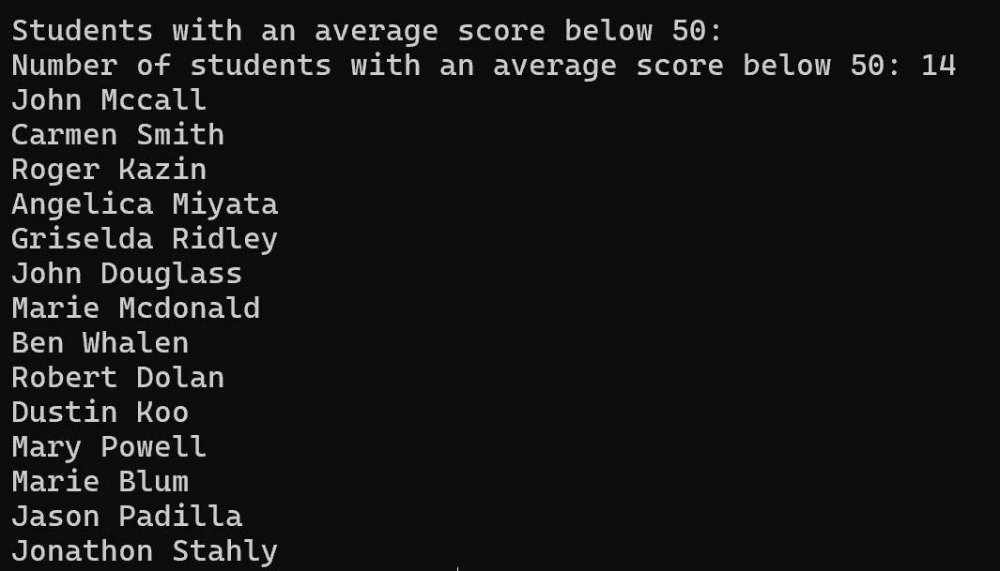 Students with an average score below 50:
Number of students with an average score below 50: 14
John Mccall
Carmen Smith
Roger Kazin
Angelica Miyata
Griselda Ridley
John Douglass
Marie Mcdonald
Ben Whalen
Robert Dolan
Dustin Koo
Mary Powell
Marie Blum
Jason Padilla
Jonathon Stahly